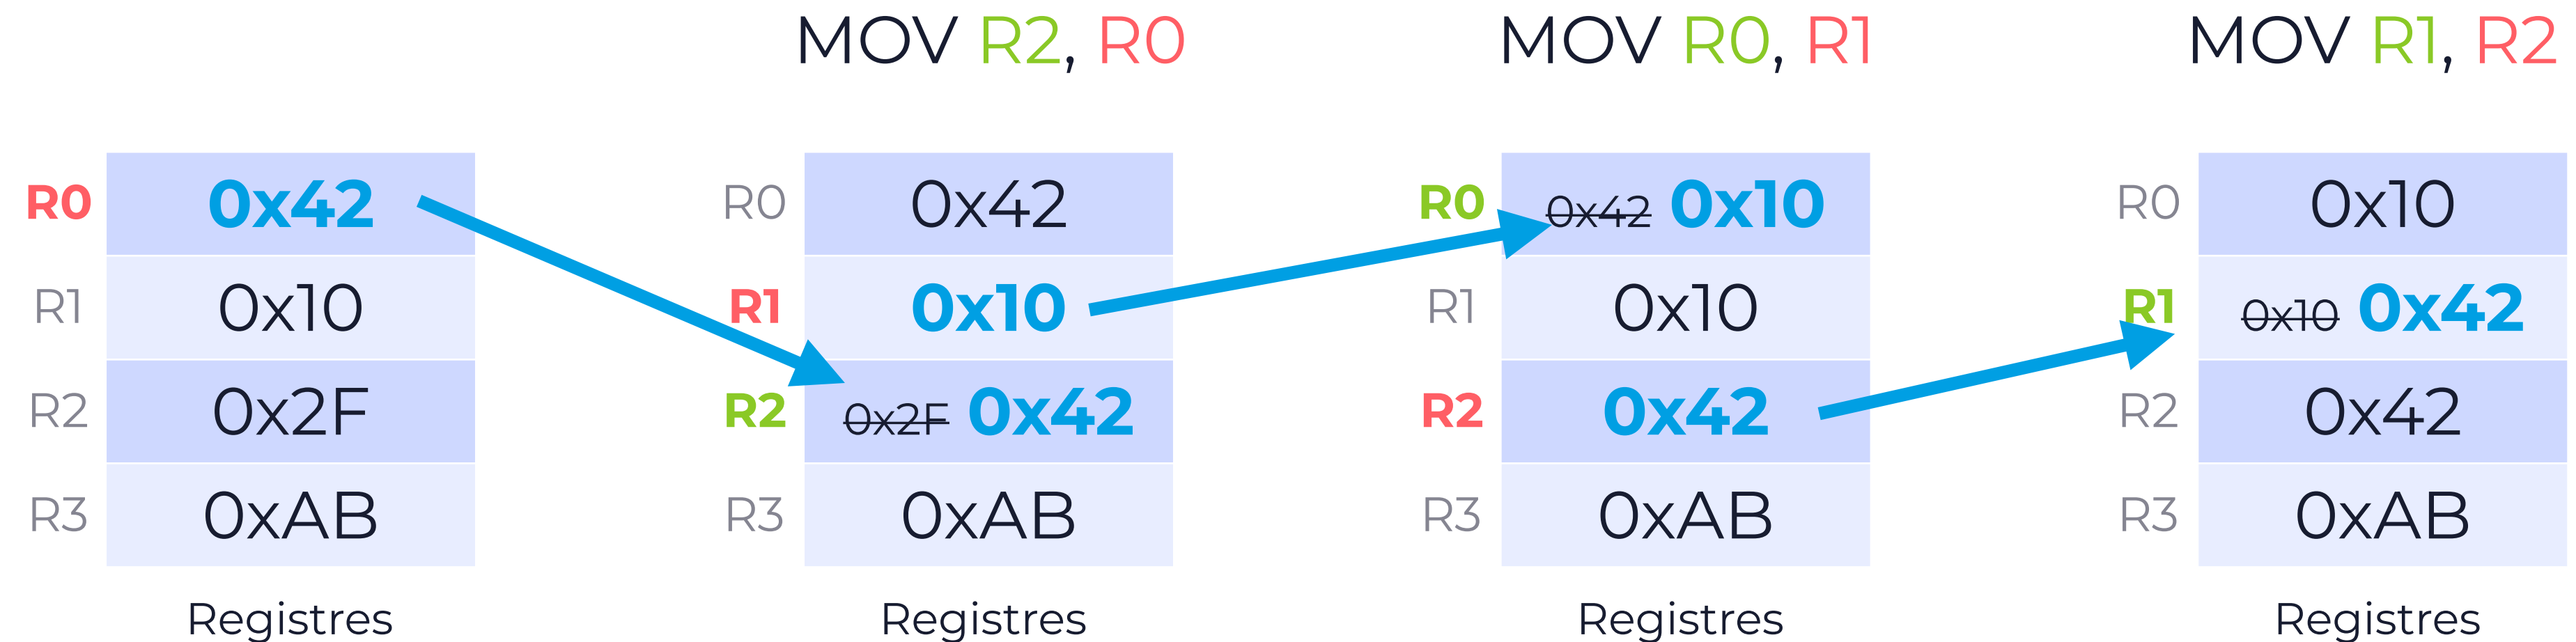 MOV R2, R0 MOV R0, R1 MOV R1, R2
R0 0x42 R0 0x42 R0 0x42 0x10 R0 0x10
R1 0x10 R1 0x10 R1 0x10 R1 0x10 0x42
R2 0x2F R2 0x2F 0x42 R2 0x42 R2 0x42
R3 0xAB R3 0xAB R3 0xAB R3 0xAB
Registres Registres Registres Registres